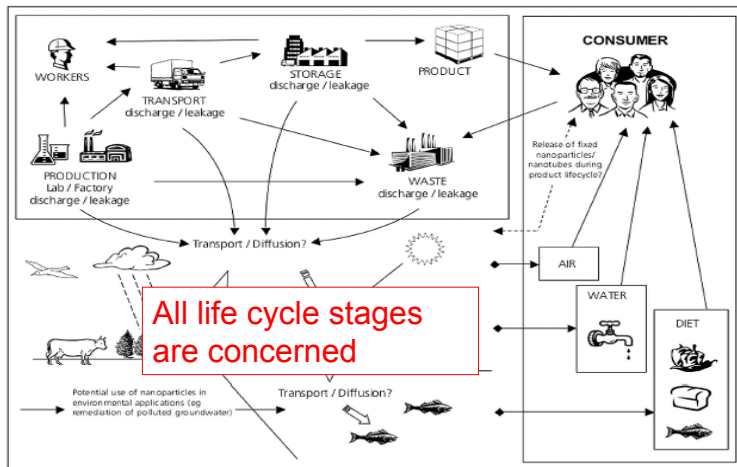 CONSUMER
WORKERS
TRANSPORT
discharge / leakage
STORAGE
discharge / leakage
PRODUCT
PRODUCTION
Lab / Factory
discharge / leakage
WASTE
discharge / leakage
Release of fixed
nanoparticles/
nanotubes during
product lifecycle?
Transport / Diffusion?
AIR
WATER
DIET
All life cycle stages
are concerned
Potential use of nanoparticles in
environmental applications (eg
remediation of polluted groundwater)
Transport / Diffusion?